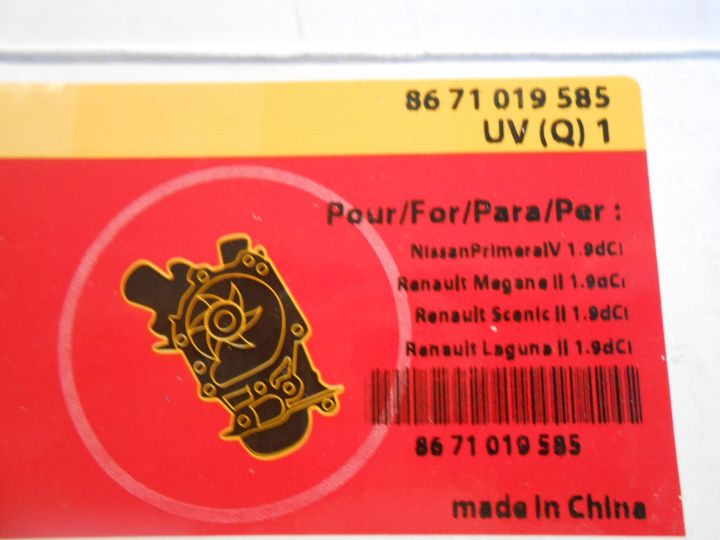 86 71 019 585
UV (Q) 1
Pour/For/Para/Per :
NissanPrimeraIV 1.9dCi
Renault Megane II 1.9dCi
Renault Scenic II 1.9dCi
Renault Laguna II 1.9dCi
86 71 019 585
made in China